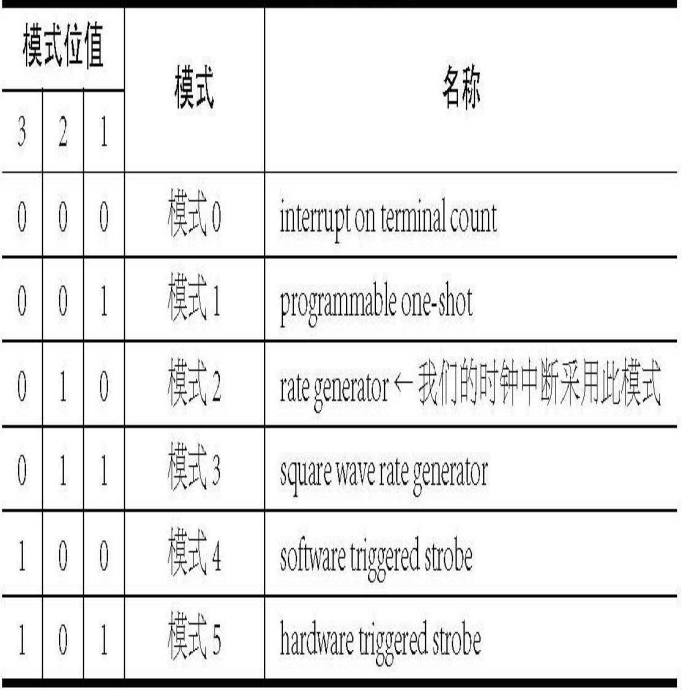 模式位值 模式 名称
3 2 1
0 0 0 模式 0 interrupt on terminal count
0 0 1 模式 1 programmable one-shot
0 1 0 模式 2 rate generator ← 我们的时钟中断采用此模式
0 1 1 模式 3 square wave rate generator
1 0 0 模式 4 software triggered strobe
1 0 1 模式 5 hardware triggered strobe